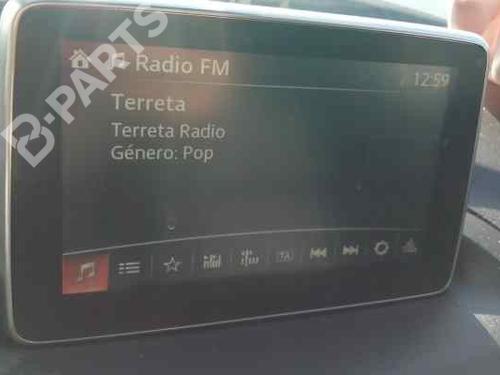 B-PARTS
Radio FM
12:59
Terreta
Terreta Radio
Género: Pop
TA